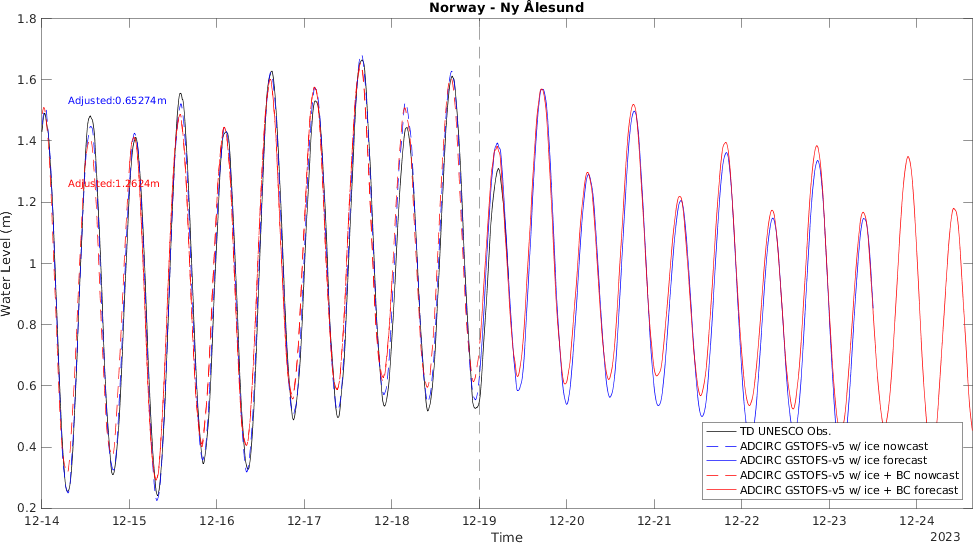 Norway - Ny Ålesund
1.8
1.6
1.4
1.2
1
0.8
0.6
0.4
0.2
Water Level (m)
Adjusted:0.65274m
Adjusted:1.2624m
TD UNESCO Obs.
ADCIRC GSTOFS-v5 w/ ice nowcast
ADCIRC GSTOFS-v5 w/ ice forecast
ADCIRC GSTOFS-v5 w/ ice + BC nowcast
ADCIRC GSTOFS-v5 w/ ice + BC forecast
12-14 12-15 12-16 12-17 12-18 12-19 12-20 12-21 12-22 12-23 12-24
Time
2023